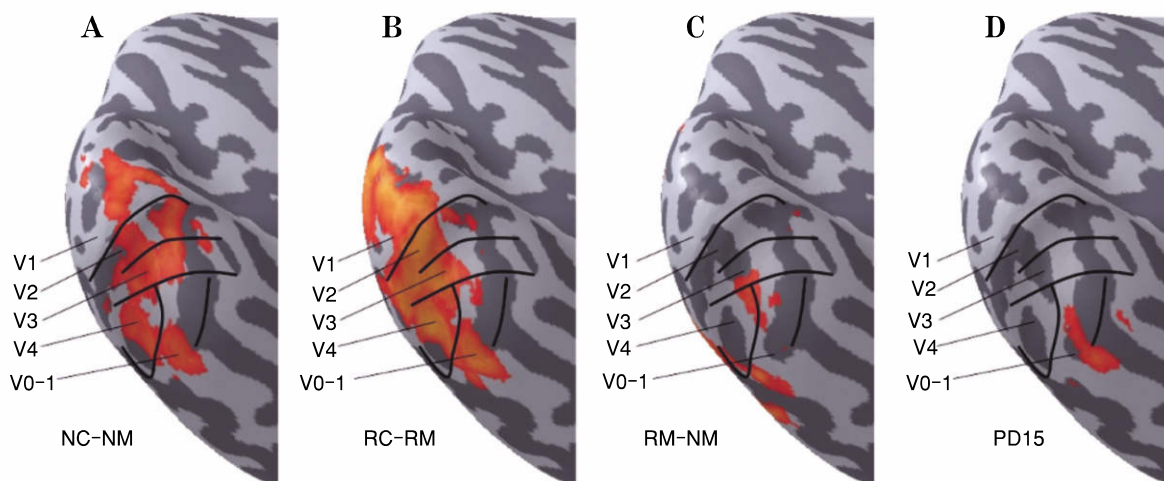 A B C D
V1 V1 V1 V1
V2 V2 V2 V2
V3 V3 V3 V3
V4 V4 V4 V4
V0-1 V0-1 V0-1 V0-1
NC-NM RC-RM RM-NM PD15